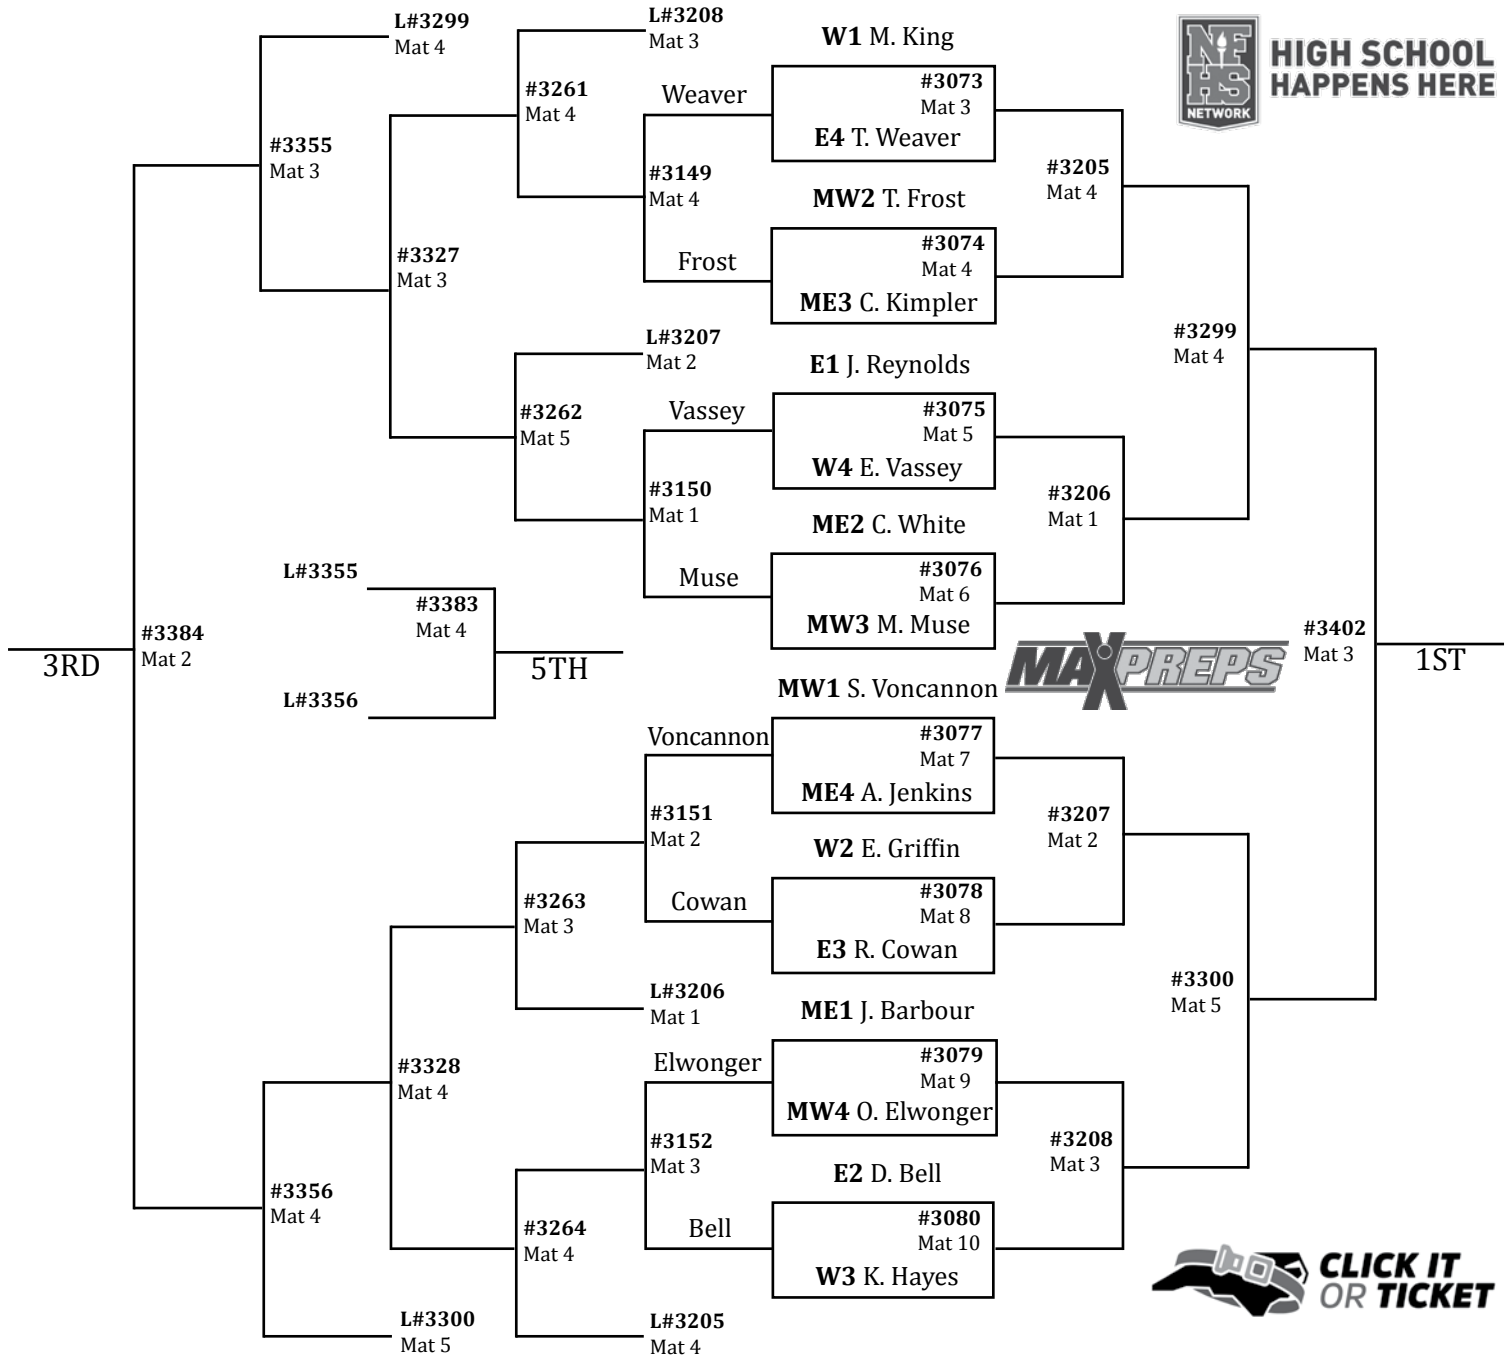 L#3299
Mat 4
L#3208
Mat 3
W1 M. King
NF
HS
NETWORK
HIGH SCHOOL
HAPPENS HERE
#3261
Mat 4
Weaver
#3073
Mat 3
E4 T. Weaver
#3355
Mat 3
#3149
Mat 4
MW2 T. Frost
#3205
Mat 4
#3327
Mat 3
Frost
#3074
Mat 4
ME3 C. Kimpler
L#3207
Mat 2
#3299
Mat 4
E1 J. Reynolds
#3262
Mat 5
Vassey
#3075
Mat 5
W4 E. Vassey
#3150
Mat 1
ME2 C. White
#3206
Mat 1
L#3355
#3383
Mat 4
Muse
#3076
Mat 6
MW3 M. Muse
#3384
Mat 2
3RD
5TH
MAXPREPS
#3402
Mat 3
1ST
L#3356
MW1 S. Voncannon
Voncannon
#3077
Mat 7
ME4 A. Jenkins
#3151
Mat 2
W2 E. Griffin
#3207
Mat 2
#3263
Mat 3
Cowan
#3078
Mat 8
E3 R. Cowan
L#3206
Mat 1
ME1 J. Barbour
#3300
Mat 5
#3328
Mat 4
Elwonger
#3079
Mat 9
MW4 O. Elwonger
#3152
Mat 3
E2 D. Bell
#3208
Mat 3
#3356
Mat 4
#3264
Mat 4
Bell
#3080
Mat 10
W3 K. Hayes
L#3300
Mat 5
L#3205
Mat 4
CLICK IT
OR TICKET